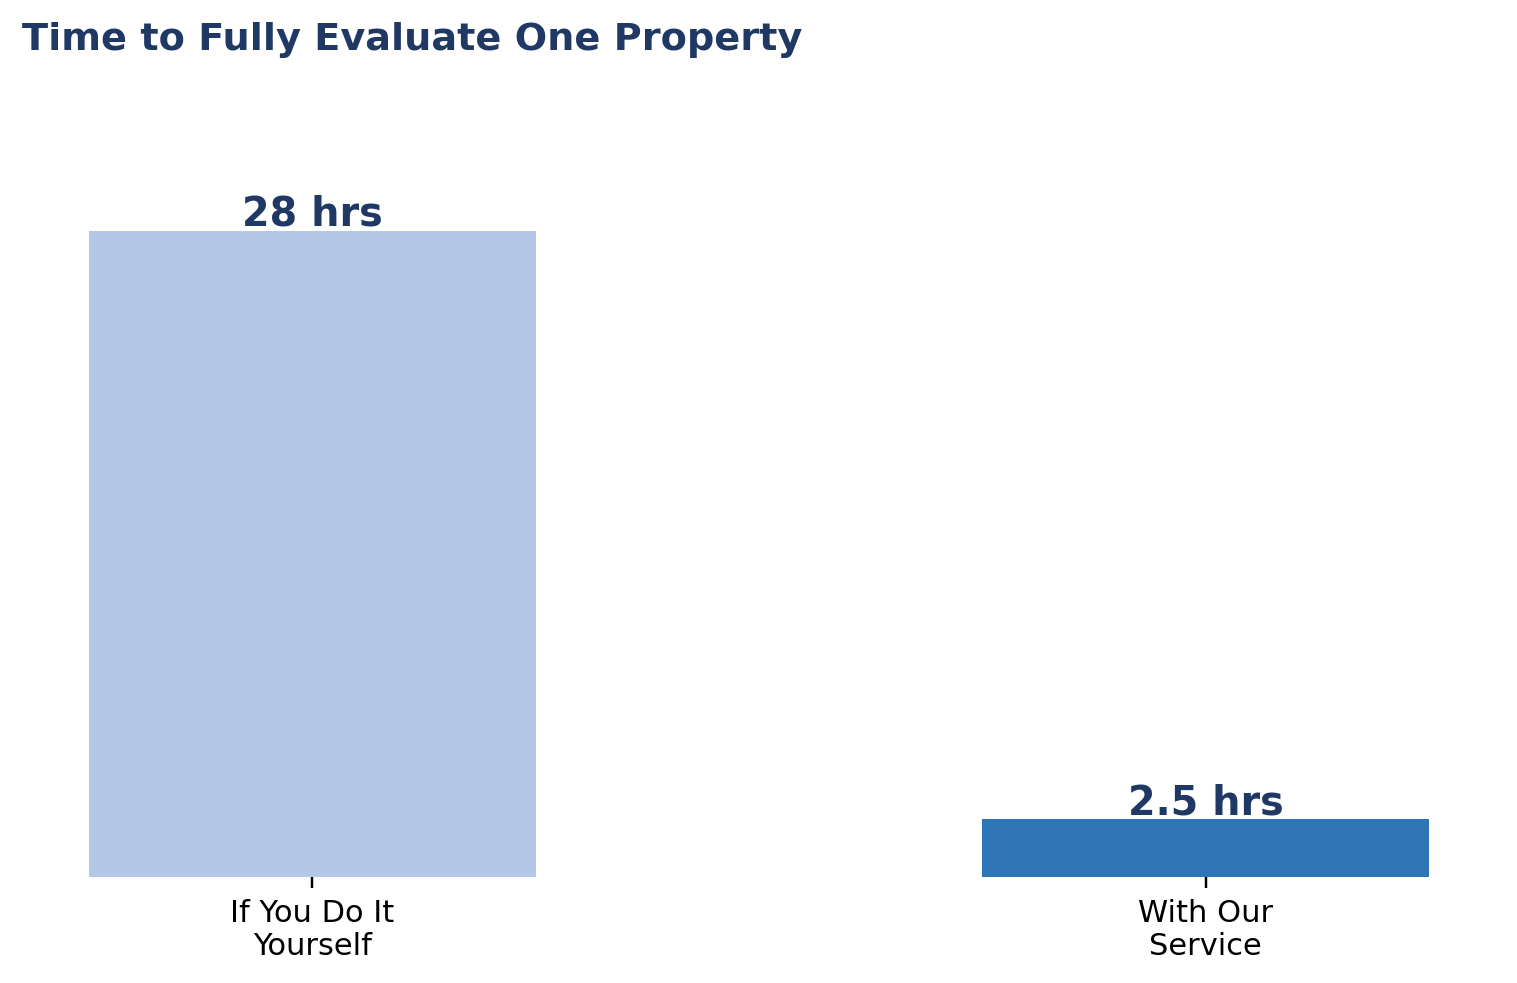 Time to Fully Evaluate One Property
28 hrs
2.5 hrs
If You Do It
Yourself
With Our
Service